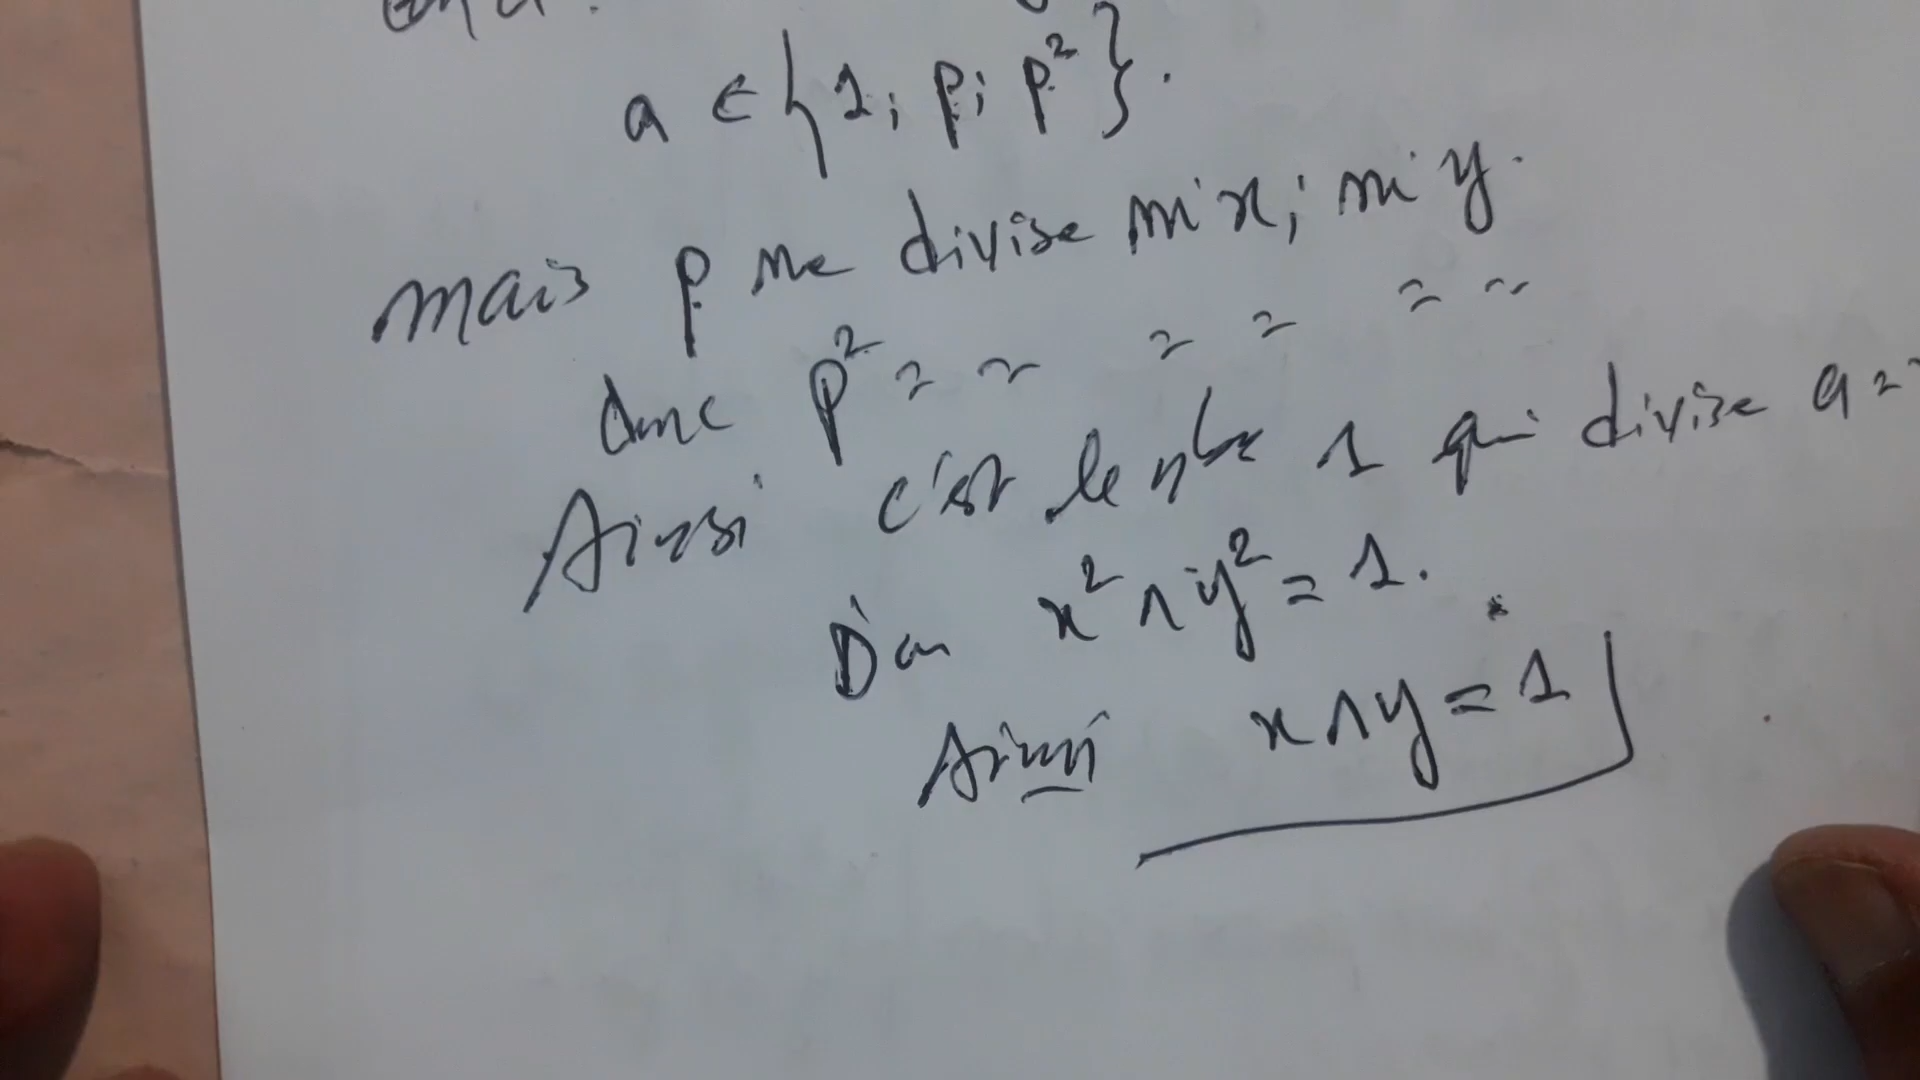 a ∈ {1; p; p²}.
mais p ne divise ni x; ni y.
donc p² = ~ = = = ~
Ainsi c'est le nbre 1 qui divise a =
D'où x² ∧ y² = 1.
Ainsi x ∧ y = 1